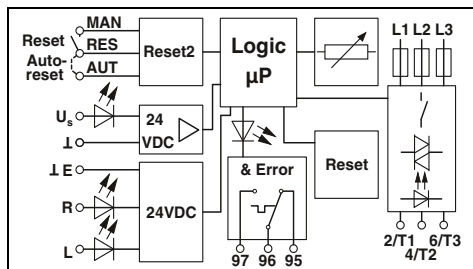 MAN
Reset
RES
Auto-
reset
AUT
Reset2
Logic
µP
L1 L2 L3
Us
⊥
24
VDC
⊥ E
R
L
24VDC
& Error
97 96 95
Reset
2/T1 6/T3
4/T2